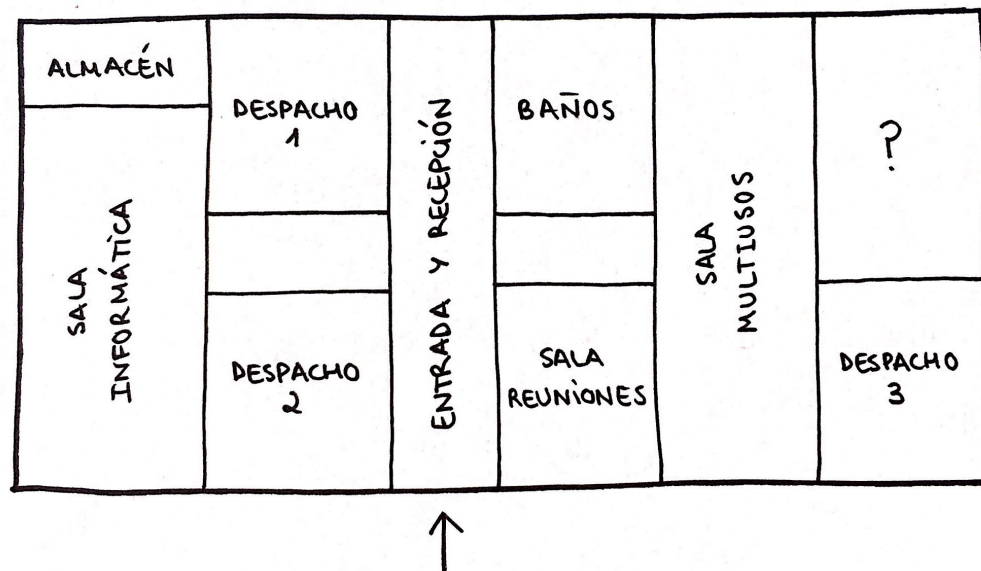 ALMACÉN
SALA
INFORMÁTICA
DESPACHO
1
DESPACHO
2
ENTRADA Y RECEPCIÓN
BAÑOS
SALA
REUNIONES
SALA
MULTIUSOS
?
DESPACHO
3